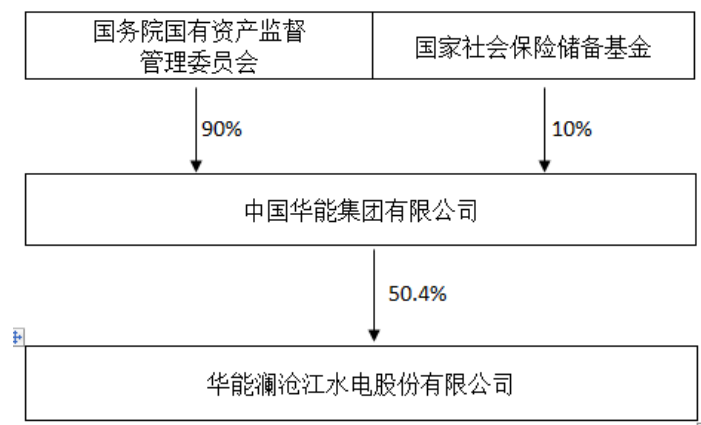 国务院国有资产监督
管理委员会
国家社会保险储备基金
90%
10%
中国华能集团有限公司
50.4%
华能澜沧江水电股份有限公司